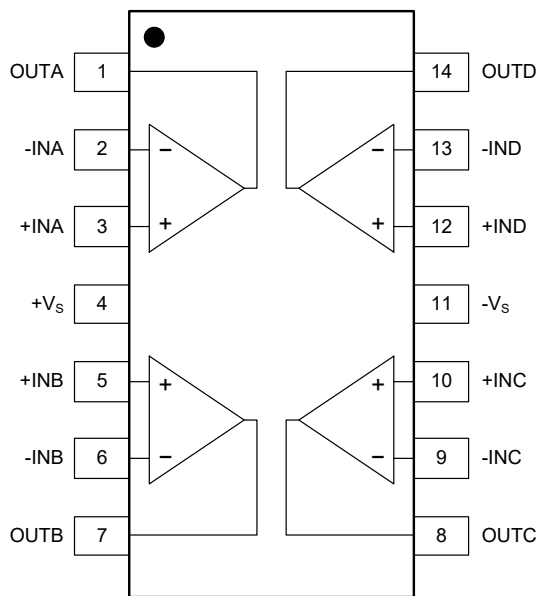 OUTA 1 14 OUTD
-INA 2 − − 13 -IND
+INA 3 + + 12 +IND
+VS 4 11 -VS
+INB 5 + + 10 +INC
-INB 6 − − 9 -INC
OUTB 7 8 OUTC